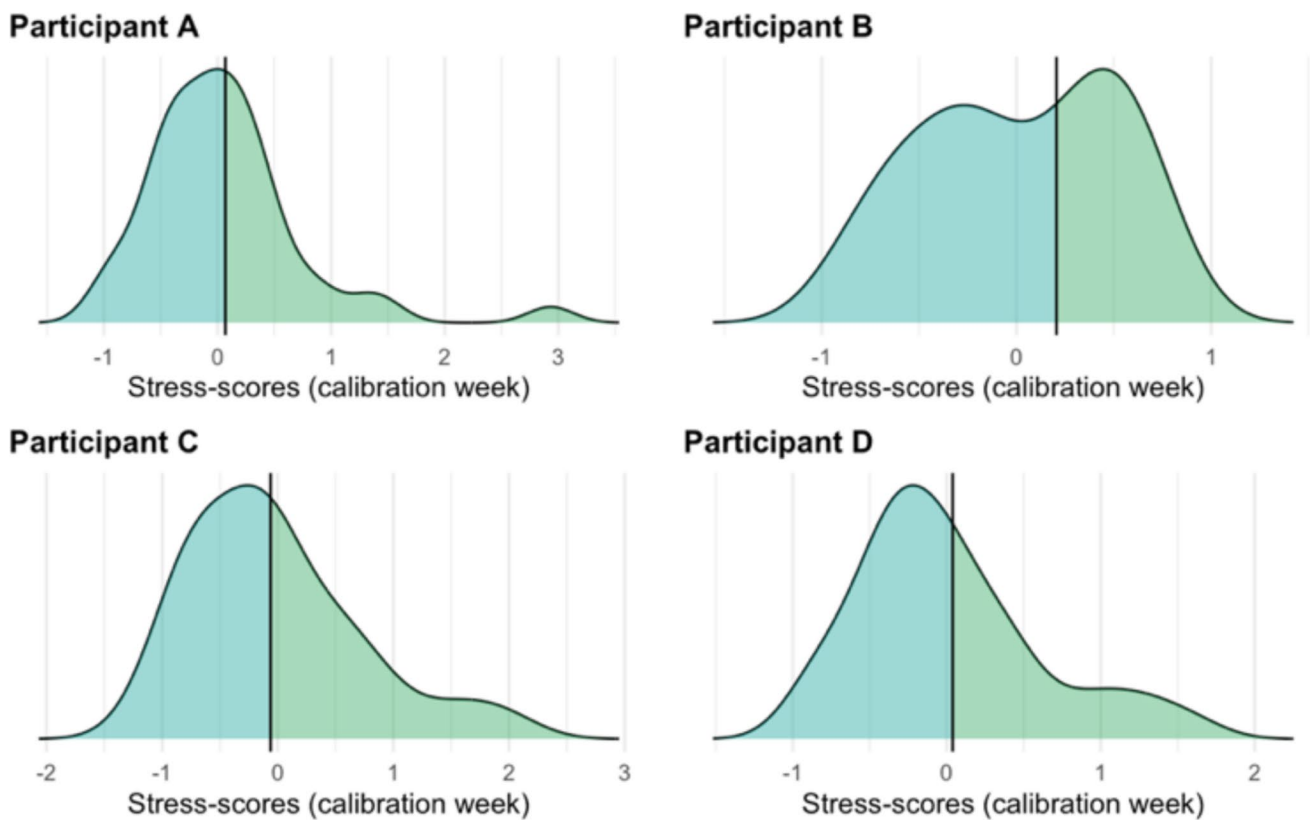 Participant A
Participant B
-1 0 1 2 3
-1 0 1
Stress-scores (calibration week)
Stress-scores (calibration week)
Participant C
Participant D
-2 -1 0 1 2 3
-1 0 1 2
Stress-scores (calibration week)
Stress-scores (calibration week)